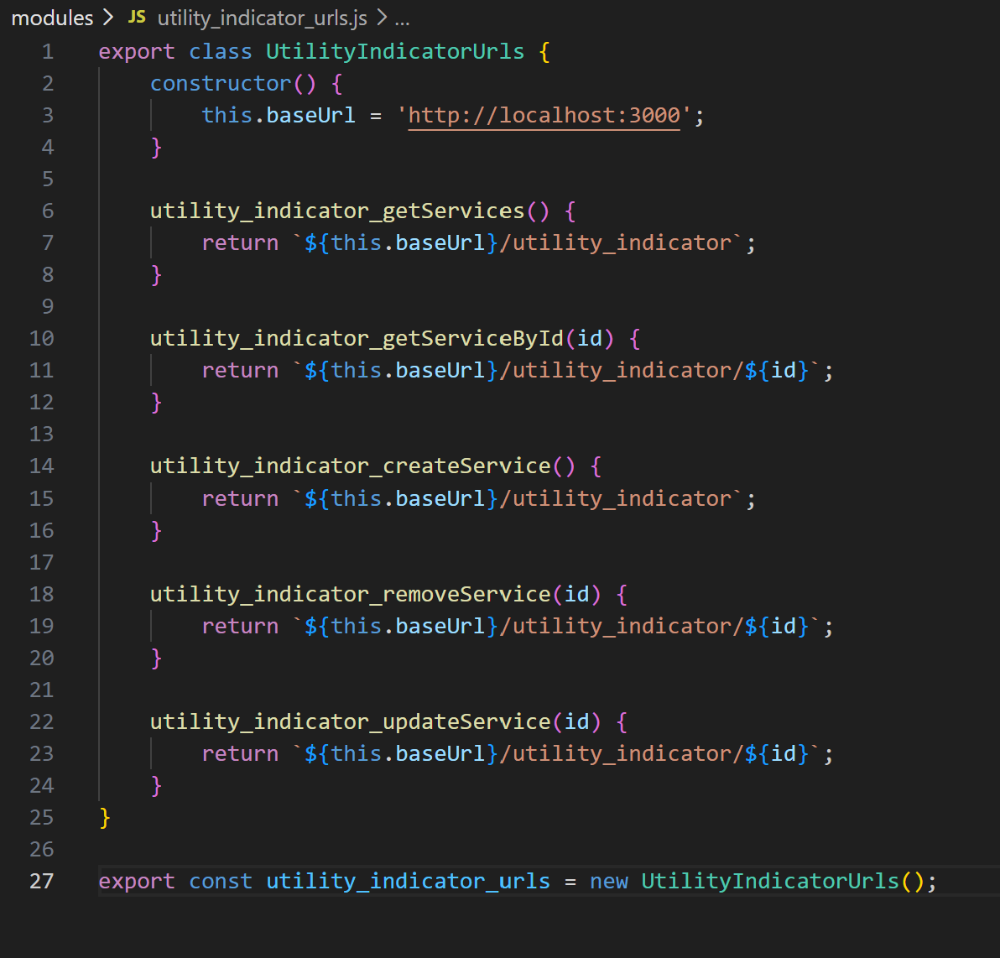 modules > JS utility_indicator_urls.js > ...
1 export class UtilityIndicatorUrls {
2     constructor() {
3         this.baseUrl = 'http://localhost:3000';
4     }
5
6     utility_indicator_getServices() {
7         return `${this.baseUrl}/utility_indicator`;
8     }
9
10     utility_indicator_getServiceById(id) {
11         return `${this.baseUrl}/utility_indicator/${id}`;
12     }
13
14     utility_indicator_createService() {
15         return `${this.baseUrl}/utility_indicator`;
16     }
17
18     utility_indicator_removeService(id) {
19         return `${this.baseUrl}/utility_indicator/${id}`;
20     }
21
22     utility_indicator_updateService(id) {
23         return `${this.baseUrl}/utility_indicator/${id}`;
24     }
25 }
26
27 export const utility_indicator_urls = new UtilityIndicatorUrls();